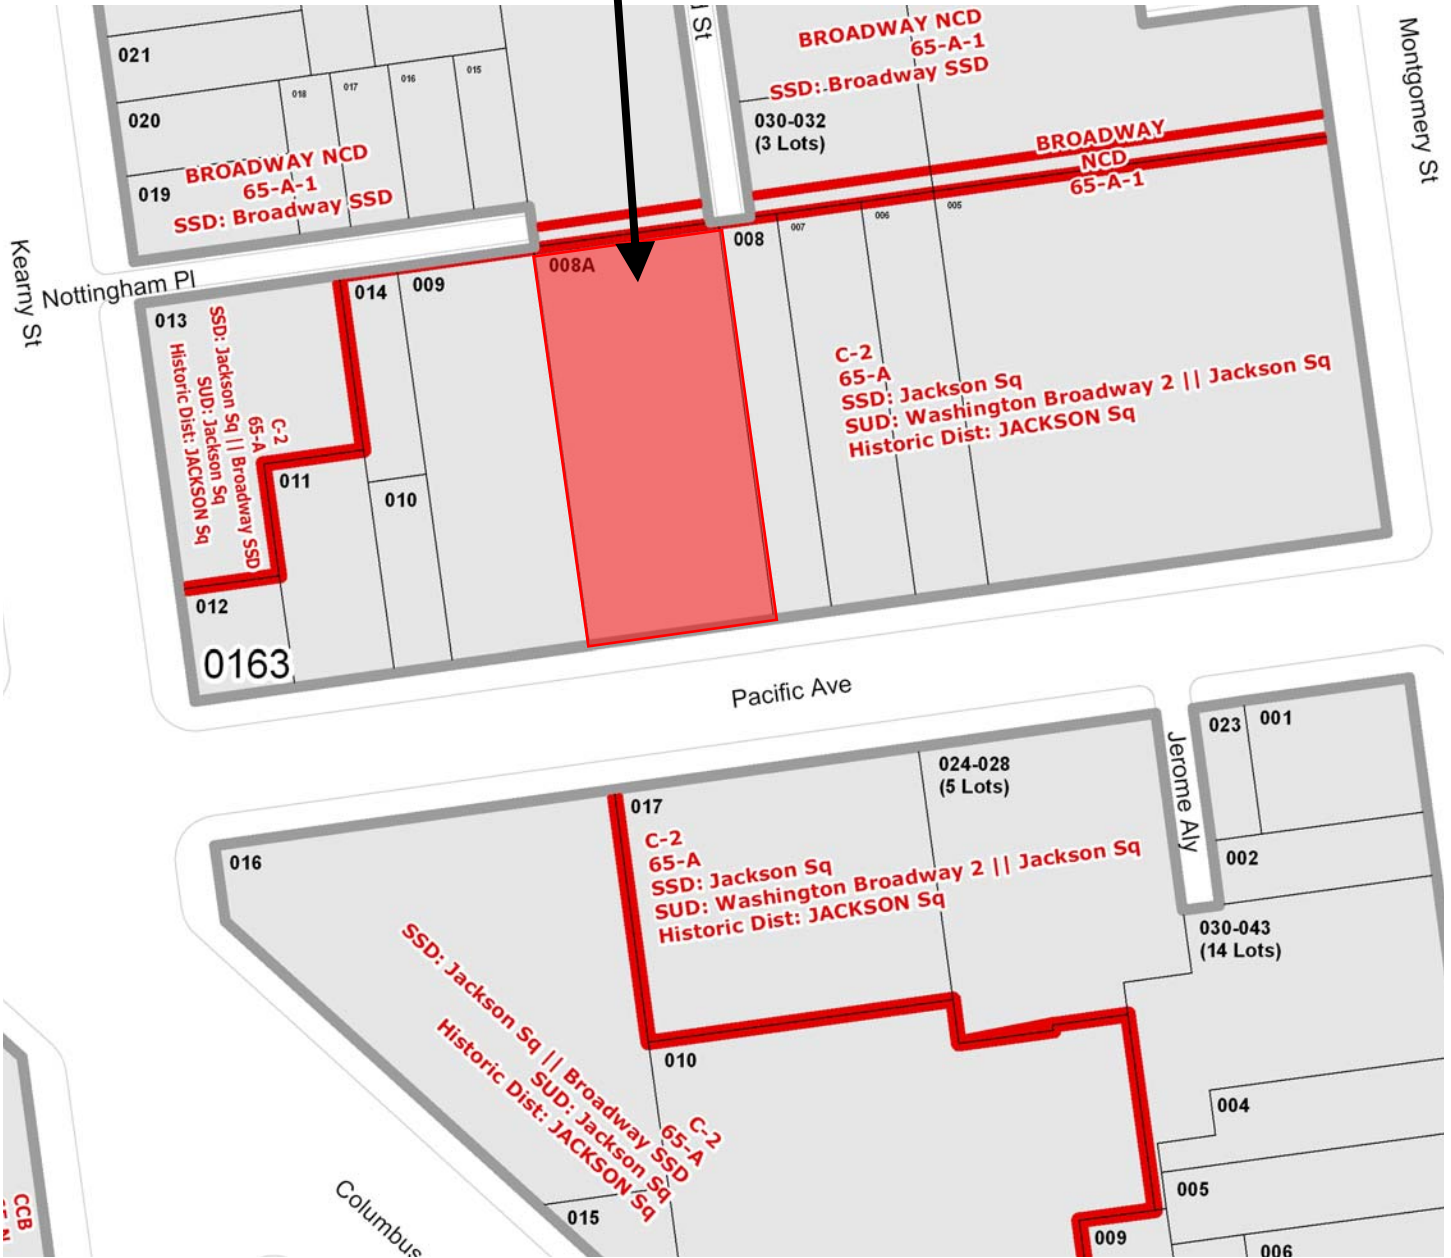 021
020
019
018
017
016
015
BROADWAY NCD
65-A-1
SSD: Broadway SSD
St
BROADWAY NCD
65-A-1
SSD: Broadway SSD
030-032
(3 Lots)
BROADWAY
NCD
65-A-1
Montgomery St
Kearny St
Nottingham Pl
013
014
009
008A
008
007
006
005
C-2
65-A
SSD: Jackson Sq || Broadway SSD
SUD: Jackson Sq
Historic Dist: JACKSON Sq
011
010
012
0163
C-2
65-A
SSD: Jackson Sq
SUD: Washington Broadway 2 || Jackson Sq
Historic Dist: JACKSON Sq
Pacific Ave
Jerome Aly
023
001
002
030-043
(14 Lots)
004
005
006
009
024-028
(5 Lots)
016
017
C-2
65-A
SSD: Jackson Sq
SUD: Washington Broadway 2 || Jackson Sq
Historic Dist: JACKSON Sq
010
C-2
65-A
SSD: Jackson Sq || Broadway SSD
SUD: Jackson Sq
Historic Dist: JACKSON Sq
015
Columbus
CCB